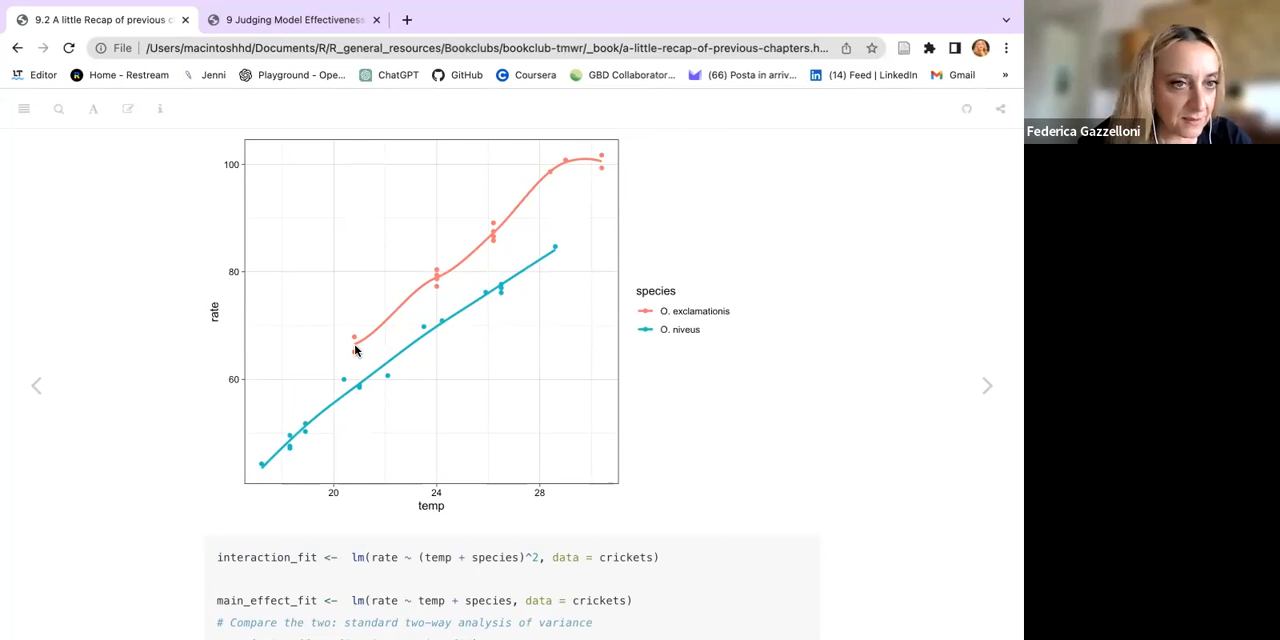 9.2 A little Recap of previous c
9 Judging Model Effectiveness
File
/Users/macintoshhd/Documents/R/R_general_resources/Bookclubs/bookclub-tmwr/_book/a-little-recap-of-previous-chapters.h...
Editor
Home - Restream
Jenni
Playground - Ope...
ChatGPT
GitHub
Coursera
GBD Collaborator...
(66) Posta in arriv...
(14) Feed | LinkedIn
Gmail
»
Federica Gazzelloni
100
80
60
rate
20 24 28
temp
species
O. exclamationis
O. niveus
interaction_fit <- lm(rate ~ (temp + species)^2, data = crickets)
main_effect_fit <- lm(rate ~ temp + species, data = crickets)
# Compare the two: standard two-way analysis of variance